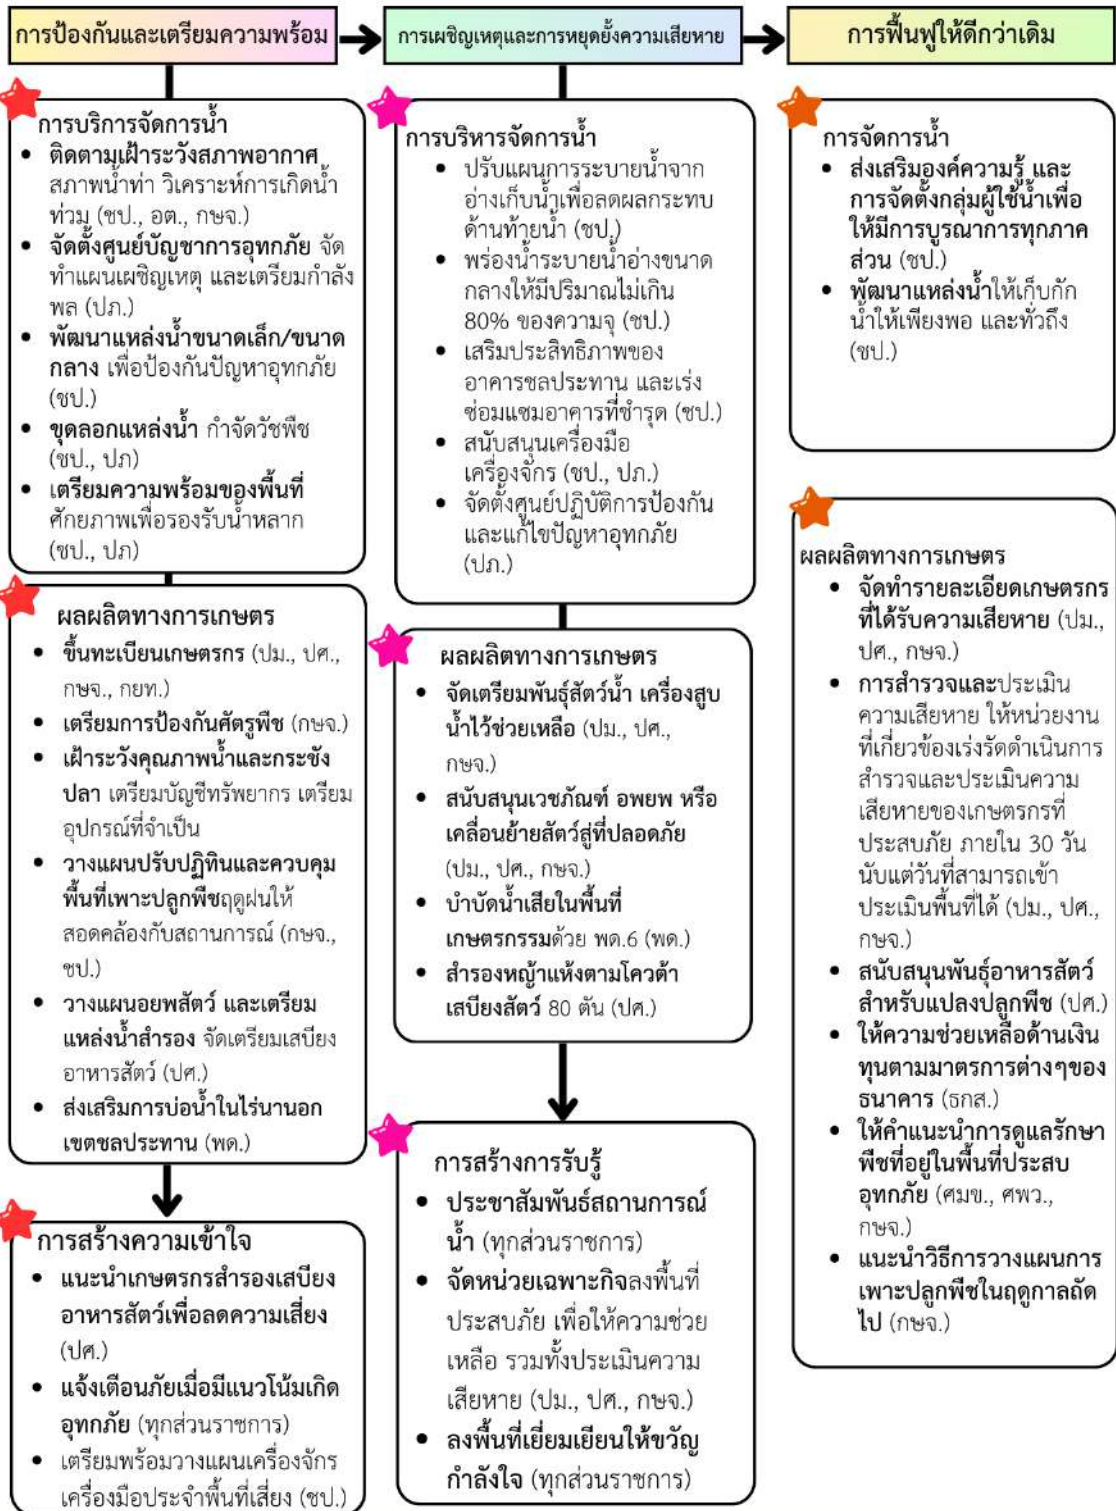 การป้องกันและเตรียมความพร้อม
การเผชิญเหตุและการหยุดยั้งความเสียหาย
การฟื้นฟูให้ดีกว่าเดิม
การบริการจัดการน้ำ
• ติดตามเฝ้าระวังสภาพอากาศ
สภาพน้ำท่า วิเคราะห์การเกิดน้ำ
ท่วม (ชป., อต., กษจ.)
• จัดตั้งศูนย์บัญชาการอุทกภัย จัด
ทำแผนเผชิญเหตุ และเตรียมกำลัง
พล (ปภ.)
• พัฒนาแหล่งน้ำขนาดเล็ก/ขนาด
กลาง เพื่อป้องกันปัญหาอุทกภัย
(ชป.)
• ขุดลอกแหล่งน้ำ กำจัดวัชพืช
(ชป., ปภ)
• เตรียมความพร้อมของพื้นที่
ศักยภาพเพื่อรองรับน้ำหลาก
(ชป., ปภ)
ผลผลิตทางการเกษตร
• ขึ้นทะเบียนเกษตรกร (ปม., ปศ.,
กษจ., กยท.)
• เตรียมการป้องกันศัตรูพืช (กษจ.)
• เฝ้าระวังคุณภาพน้ำและกระชัง
ปลา เตรียมบัญชีทรัพยากร เตรียม
อุปกรณ์ที่จำเป็น
• วางแผนปรับปฏิทินและควบคุม
พื้นที่เพาะปลูกพืชฤดูฝนให้
สอดคล้องกับสถานการณ์ (กษจ.,
ชป.)
• วางแผนอยพสัตว์ และเตรียม
แหล่งน้ำสำรอง จัดเตรียมเสบียง
อาหารสัตว์ (ปศ.)
• ส่งเสริมการบ่อน้ำในไร่นานอก
เขตชลประทาน (พด.)
การสร้างความเข้าใจ
• แนะนำเกษตรกรสำรองเสบียง
อาหารสัตว์เพื่อลดความเสี่ยง
(ปศ.)
• แจ้งเตือนภัยเมื่อมีแนวโน้มเกิด
อุทกภัย (ทุกส่วนราชการ)
• เตรียมพร้อมวางแผนเครื่องจักร
เครื่องมือประจำพื้นที่เสี่ยง (ชป.)
การบริหารจัดการน้ำ
• ปรับแผนการระบายน้ำจาก
อ่างเก็บน้ำเพื่อลดผลกระทบ
ด้านท้ายน้ำ (ชป.)
• พร่องน้ำระบายน้ำอ่างขนาด
กลางให้มีปริมาณไม่เกิน
80% ของความจุ (ชป.)
• เสริมประสิทธิภาพของ
อาคารชลประทาน และเร่ง
ซ่อมแซมอาคารที่ชำรุด (ชป.)
• สนับสนุนเครื่องมือ
เครื่องจักร (ชป., ปภ.)
• จัดตั้งศูนย์ปฏิบัติการป้องกัน
และแก้ไขปัญหาอุทกภัย
(ปภ.)
ผลผลิตทางการเกษตร
• จัดเตรียมพันธุ์สัตว์น้ำ เครื่องสูบ
น้ำไว้ช่วยเหลือ (ปม., ปศ.,
กษจ.)
• สนับสนุนเวชภัณฑ์ อพยพ หรือ
เคลื่อนย้ายสัตว์สู่ที่ปลอดภัย
(ปม., ปศ., กษจ.)
• บำบัดน้ำเสียในพื้นที่
เกษตรกรรมด้วย พด.6 (พด.)
• สำรองหญ้าแห้งตามโควต้า
เสบียงสัตว์ 80 ตัน (ปศ.)
การสร้างการรับรู้
• ประชาสัมพันธ์สถานการณ์
น้ำ (ทุกส่วนราชการ)
• จัดหน่วยเฉพาะกิจลงพื้นที่
ประสบภัย เพื่อให้ความช่วย
เหลือ รวมทั้งประเมินความ
เสียหาย (ปม., ปศ., กษจ.)
• ลงพื้นที่เยี่ยมเยียนให้ขวัญ
กำลังใจ (ทุกส่วนราชการ)
การจัดการน้ำ
• ส่งเสริมองค์ความรู้ และ
การจัดตั้งกลุ่มผู้ใช้น้ำเพื่อ
ให้มีการบูรณาการทุกภาค
ส่วน (ชป.)
• พัฒนาแหล่งน้ำให้เก็บกัก
น้ำให้เพียงพอ และทั่วถึง
(ชป.)
ผลผลิตทางการเกษตร
• จัดทำรายละเอียดเกษตรกร
ที่ได้รับความเสียหาย (ปม.,
ปศ., กษจ.)
• การสำรวจและประเมิน
ความเสียหาย ให้หน่วยงาน
ที่เกี่ยวข้องเร่งรัดดำเนินการ
สำรวจและประเมินความ
เสียหายของเกษตรกรที่
ประสบภัย ภายใน 30 วัน
นับแต่วันที่สามารถเข้า
ประเมินพื้นที่ได้ (ปม., ปศ.,
กษจ.)
• สนับสนุนพันธุ์อาหารสัตว์
สำหรับแปลงปลูกพืช (ปศ.)
• ให้ความช่วยเหลือด้านเงิน
ทุนตามมาตรการต่างๆของ
ธนาคาร (ธกส.)
• ให้คำแนะนำการดูแลรักษา
พืชที่อยู่ในพื้นที่ประสบ
อุทกภัย (ศมข., ศพว.,
กษจ.)
• แนะนำวิธีการวางแผนการ
เพาะปลูกพืชในฤดูกาลถัด
ไป (กษจ.)